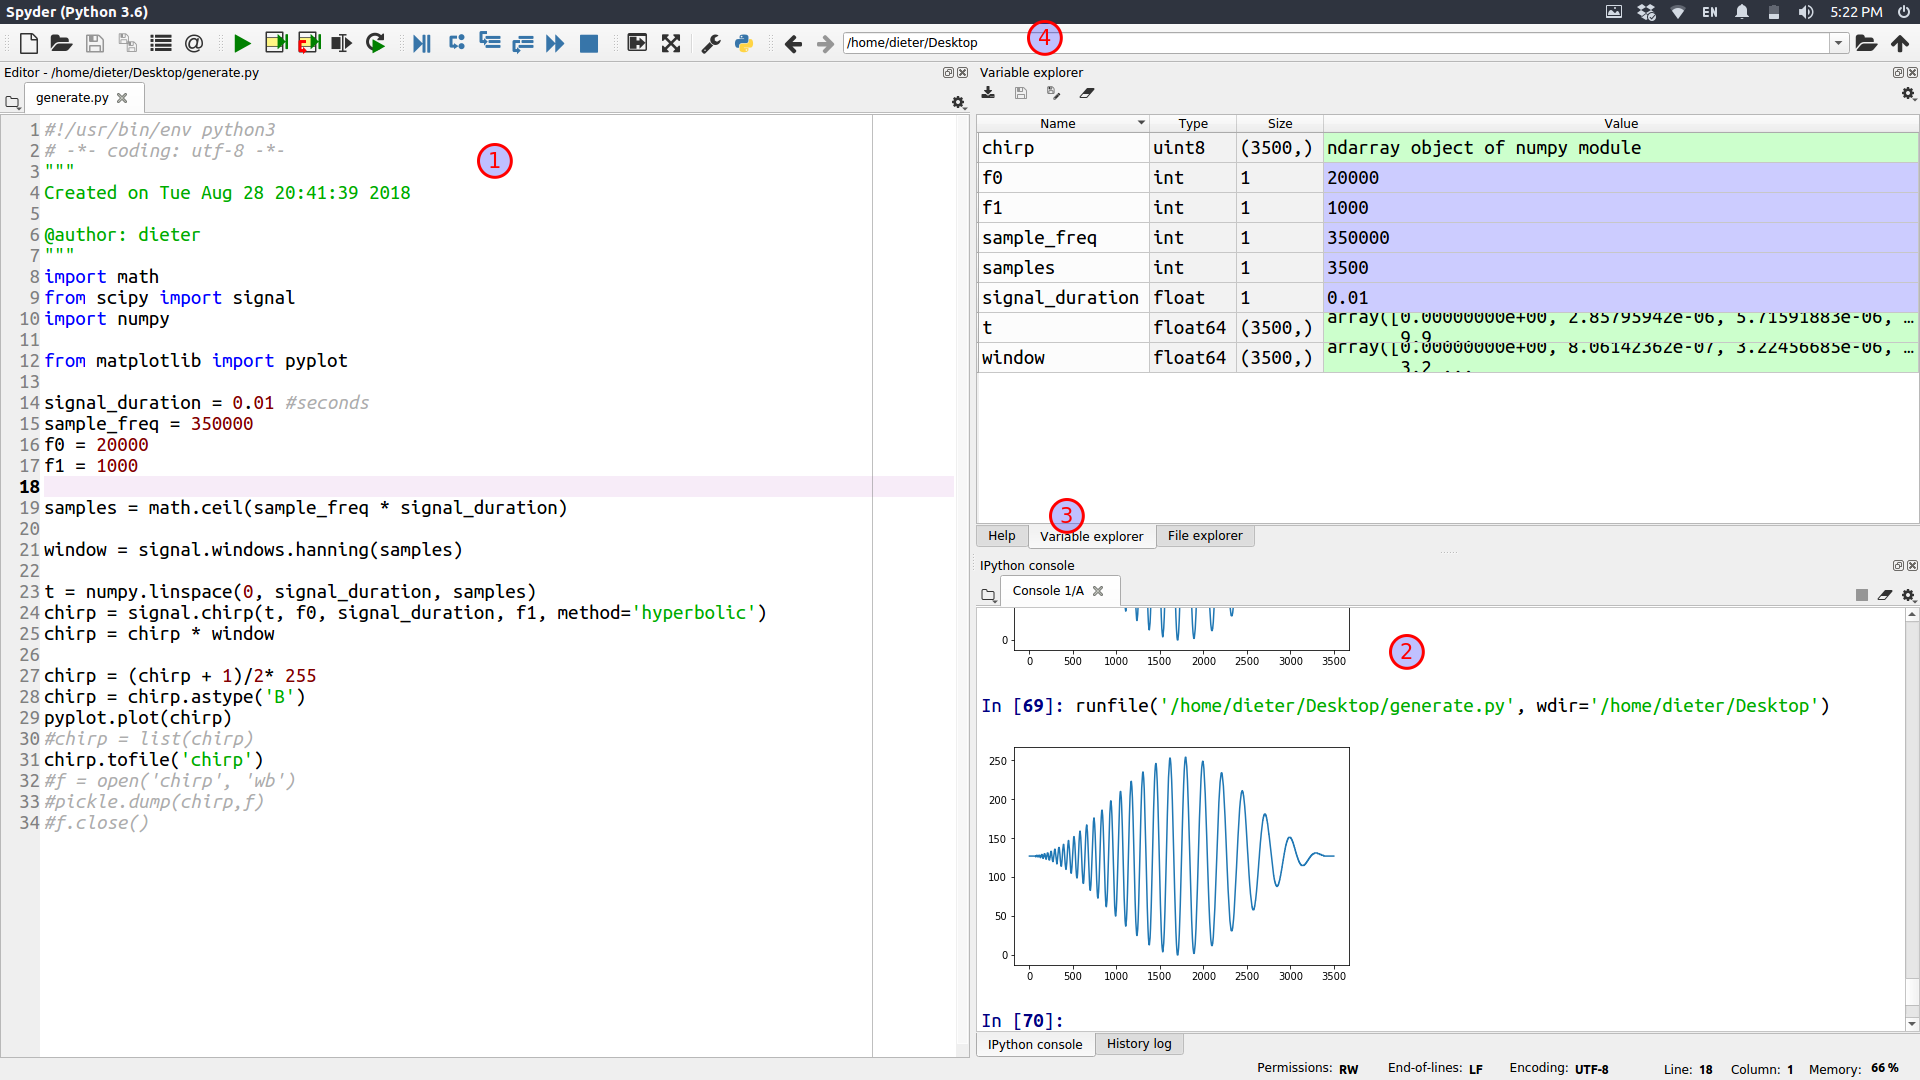 Spyder (Python 3.6)
EN
5:22 PM
@
/home/dieter/Desktop
4
Editor - /home/dieter/Desktop/generate.py
generate.py
1 #!/usr/bin/env python3
2 # -*- coding: utf-8 -*-
3 """
4 Created on Tue Aug 28 20:41:39 2018
5
6 @author: dieter
7 """
8 import math
9 from scipy import signal
10 import numpy
11
12 from matplotlib import pyplot
13
14 signal_duration = 0.01 #seconds
15 sample_freq = 350000
16 f0 = 20000
17 f1 = 1000
18
19 samples = math.ceil(sample_freq * signal_duration)
20
21 window = signal.windows.hanning(samples)
22
23 t = numpy.linspace(0, signal_duration, samples)
24 chirp = signal.chirp(t, f0, signal_duration, f1, method='hyperbolic')
25 chirp = chirp * window
26
27 chirp = (chirp + 1)/2* 255
28 chirp = chirp.astype('B')
29 pyplot.plot(chirp)
30 #chirp = list(chirp)
31 chirp.tofile('chirp')
32 #f = open('chirp', 'wb')
33 #pickle.dump(chirp,f)
34 #f.close()
1
Variable explorer
Name Type Size Value
chirp uint8 (3500,) ndarray object of numpy module
f0 int 1 20000
f1 int 1 1000
sample_freq int 1 350000
samples int 1 3500
signal_duration float 1 0.01
t float64 (3500,) array([0.00000000e+00, 2.85795942e-06, 5.71591883e-06, …
9.9
window float64 (3500,) array([0.00000000e+00, 8.06142362e-07, 3.22456685e-06, …
3.2 ...
3
Help Variable explorer File explorer
IPython console
Console 1/A
2
0
0 500 1000 1500 2000 2500 3000 3500
In [69]: runfile('/home/dieter/Desktop/generate.py', wdir='/home/dieter/Desktop')
250
200
150
100
50
0
0 500 1000 1500 2000 2500 3000 3500
In [70]:
IPython console History log
Permissions: RW End-of-lines: LF Encoding: UTF-8 Line: 18 Column: 1 Memory: 66 %